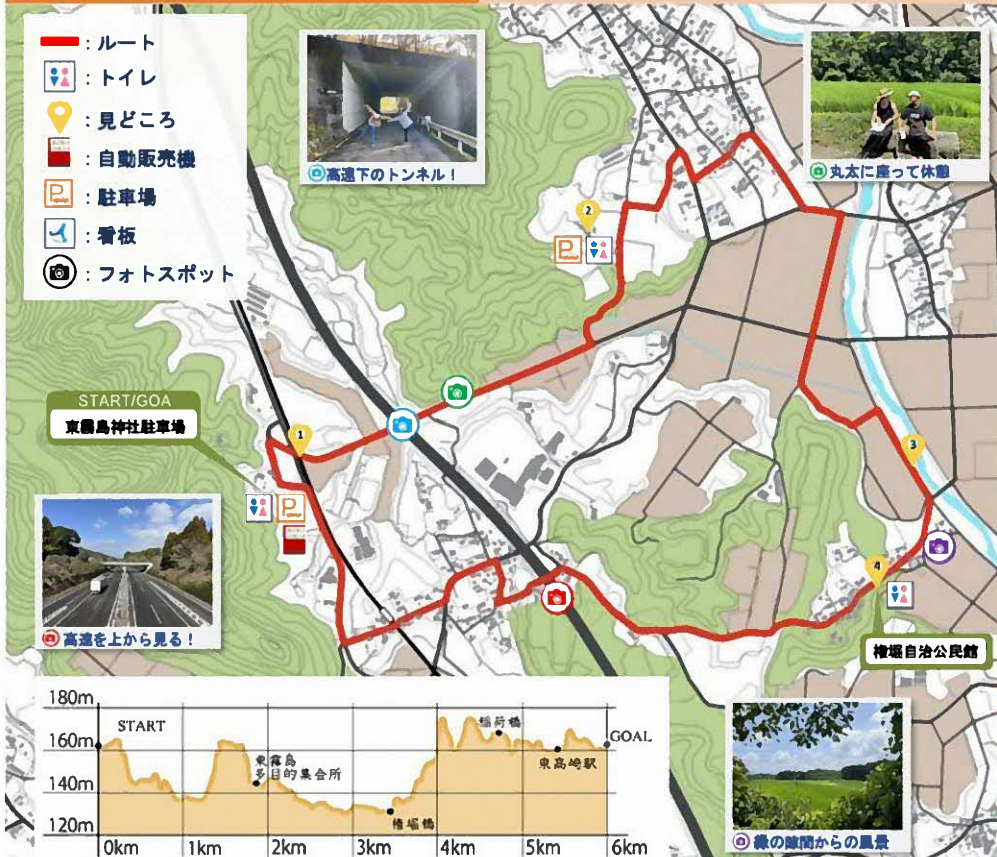 : ルート
: トイレ
: 見どころ
: 自動販売機
P
: 駐車場
: 看板
: フォトスポット
高速下のトンネル！
丸太に座って休憩
2
P
START/GOA
東霧島神社駐車場
1
P
3
4
高速を上から見る！
権堀自治公民館
緑の隙間からの風景
180m
160m
140m
120m
START
東霧島
多目的集会所
権堀橋
稲荷橋
東高崎駅
GOAL
0km
1km
2km
3km
4km
5km
6km